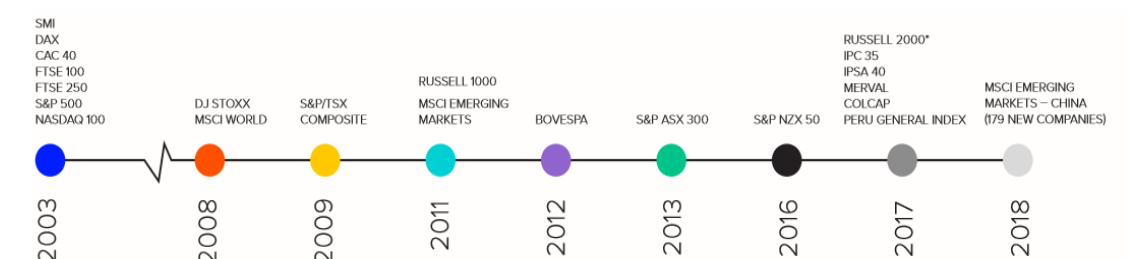 SMI
DAX
CAC 40
FTSE 100
FTSE 250
S&P 500
NASDAQ 100
2003
DJ STOXX
MSCI WORLD
2008
S&P/TSX
COMPOSITE
2009
RUSSELL 1000
MSCI EMERGING
MARKETS
2011
BOVESPA
2012
S&P ASX 300
2013
S&P NZX 50
2016
RUSSELL 2000*
IPC 35
IPSA 40
MERVAL
COLCAP
PERU GENERAL INDEX
2017
MSCI EMERGING
MARKETS – CHINA
(179 NEW COMPANIES)
2018